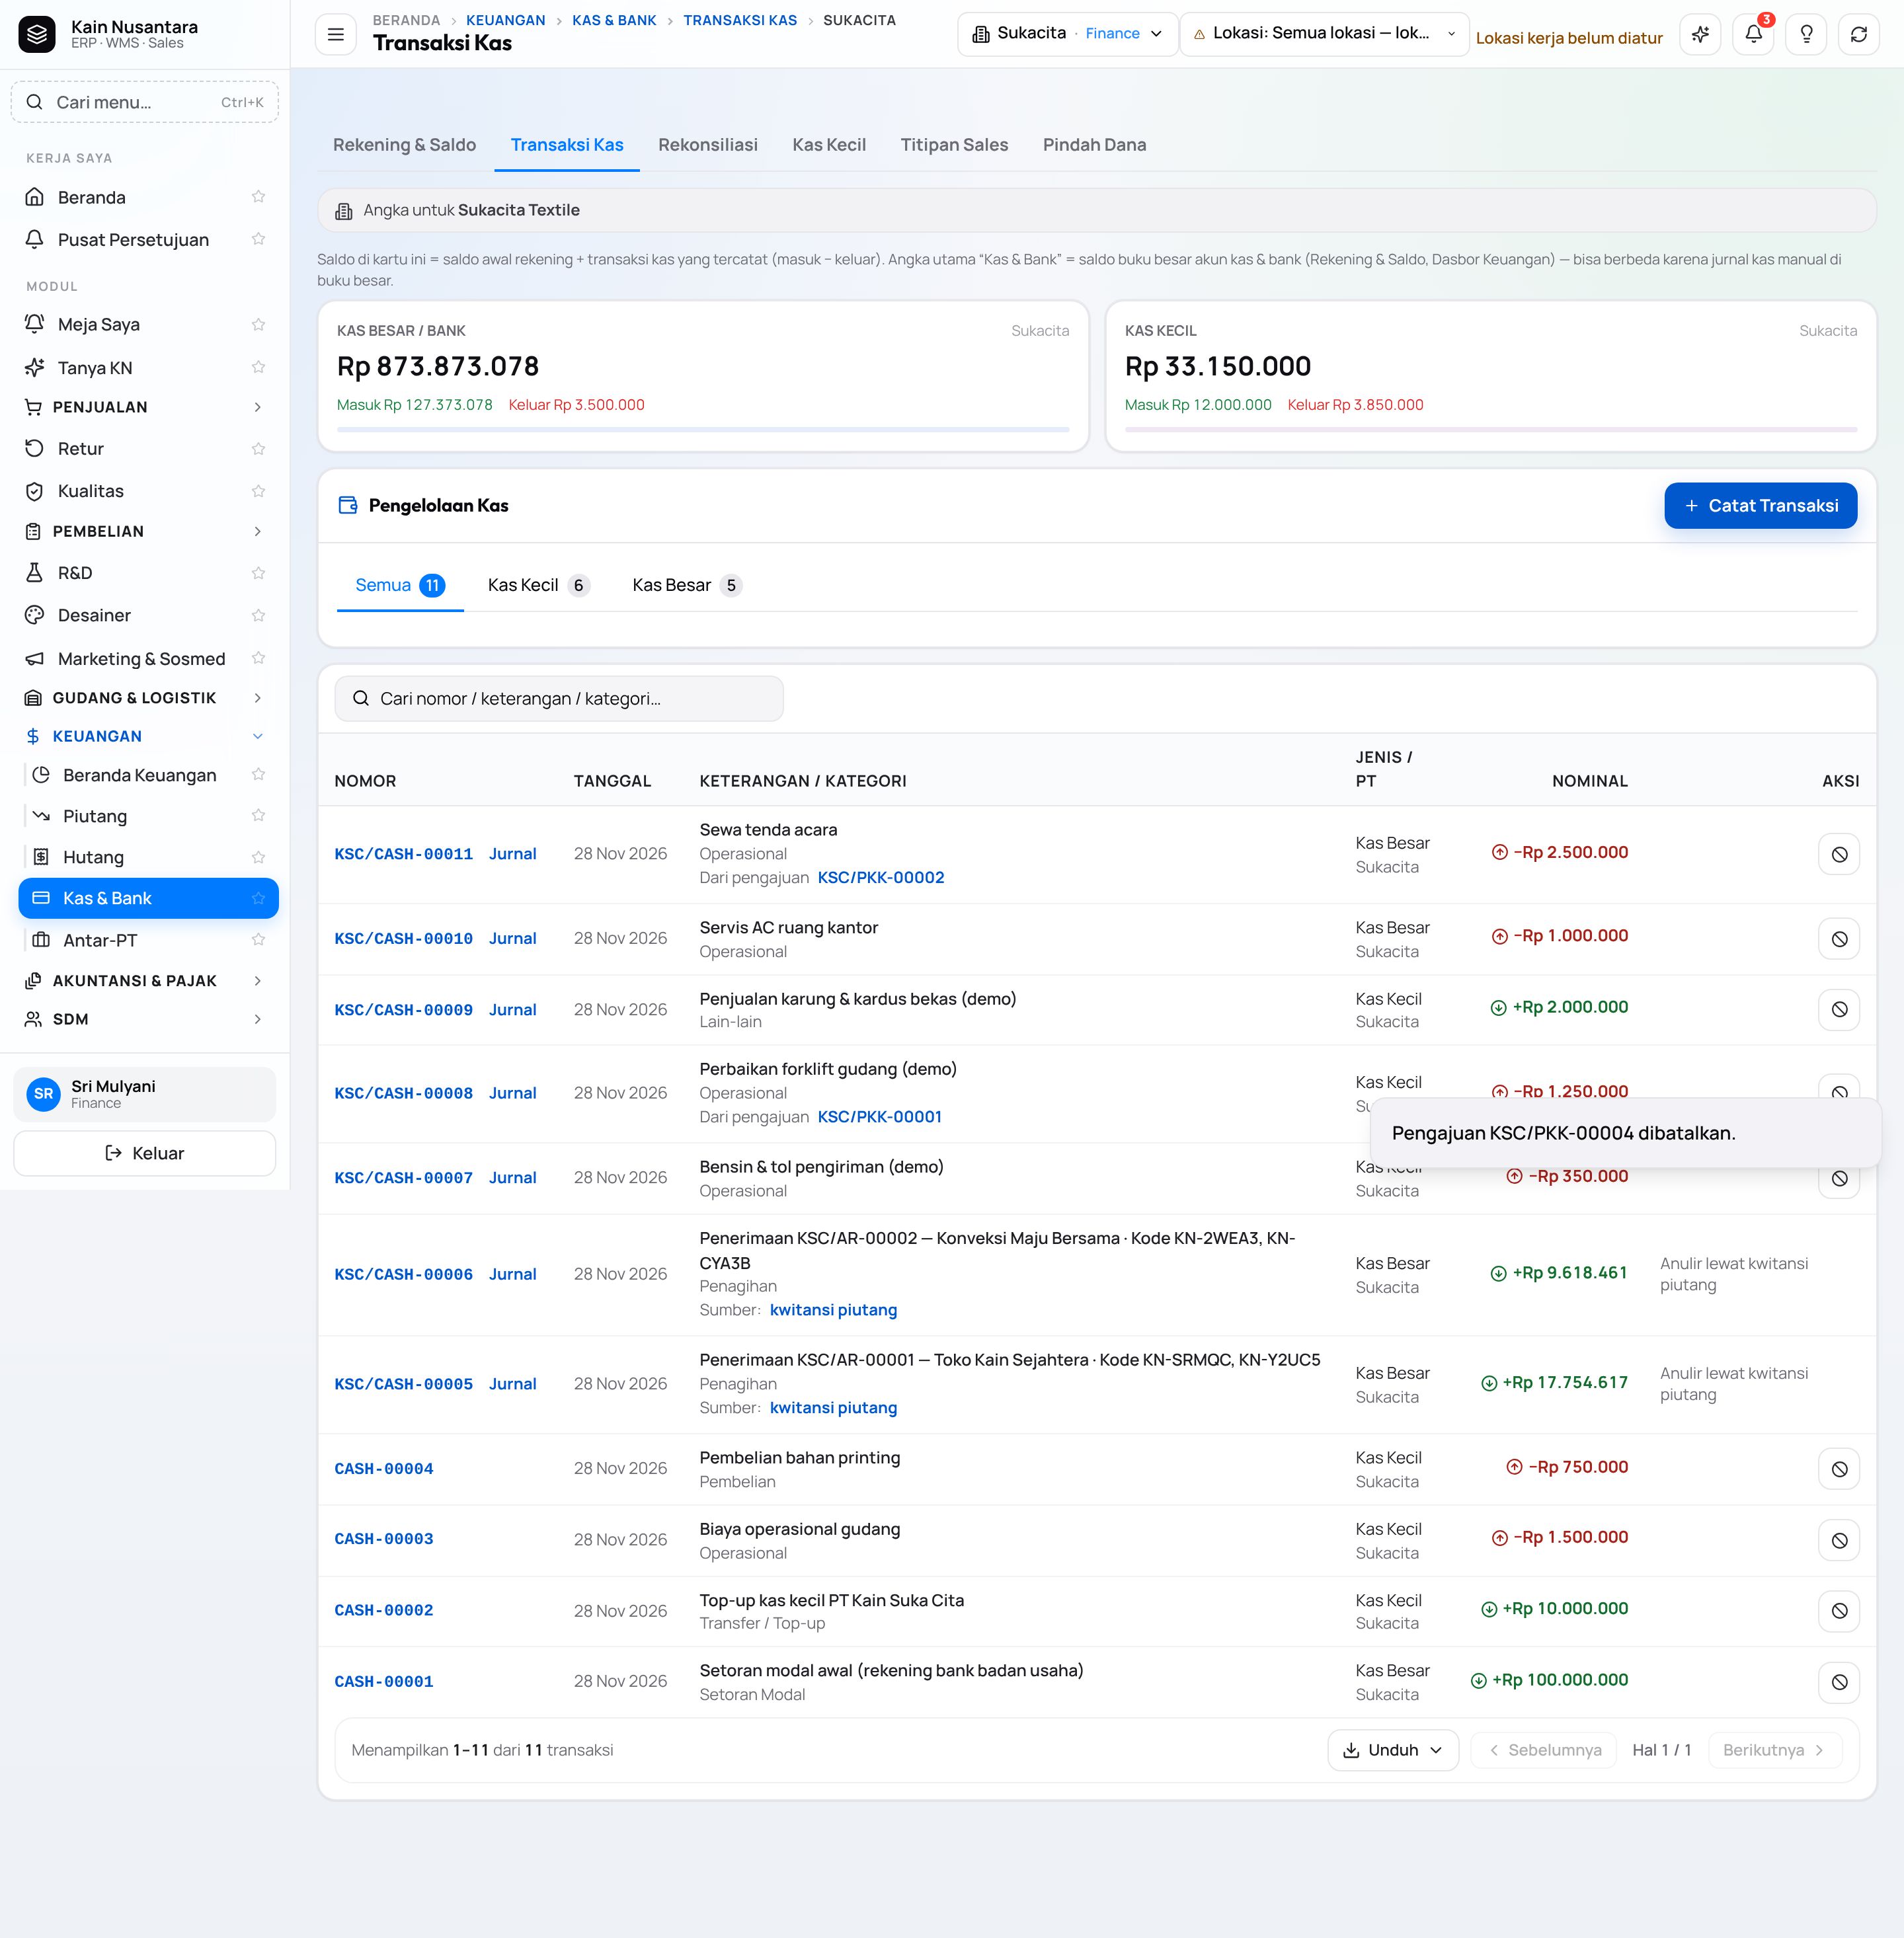 Kain Nusantara
ERP · WMS · Sales
Cari menu...
Ctrl+K
KERJA SAYA
Beranda
Pusat Persetujuan
MODUL
Meja Saya
Tanya KN
PENJUALAN
Retur
Kualitas
PEMBELIAN
R&D
Desainer
Marketing & Sosmed
GUDANG & LOGISTIK
KEUANGAN
Beranda Keuangan
Piutang
Hutang
Kas & Bank
Antar-PT
AKUNTANSI & PAJAK
SDM
SR
Sri Mulyani
Finance
Keluar
BERANDA > KEUANGAN > KAS & BANK > TRANSAKSI KAS > SUKACITA
Transaksi Kas
Sukacita · Finance
Lokasi: Semua lokasi — lok...
Lokasi kerja belum diatur
3
Rekening & Saldo
Transaksi Kas
Rekonsiliasi
Kas Kecil
Titipan Sales
Pindah Dana
Angka untuk Sukacita Textile
Saldo di kartu ini = saldo awal rekening + transaksi kas yang tercatat (masuk − keluar). Angka utama “Kas & Bank” = saldo buku besar akun kas & bank (Rekening & Saldo, Dasbor Keuangan) — bisa berbeda karena jurnal kas manual di
buku besar.
KAS BESAR / BANK
Sukacita
Rp 873.873.078
Masuk Rp 127.373.078
Keluar Rp 3.500.000
KAS KECIL
Sukacita
Rp 33.150.000
Masuk Rp 12.000.000
Keluar Rp 3.850.000
Pengelolaan Kas
+ Catat Transaksi
Semua 11
Kas Kecil 6
Kas Besar 5
Cari nomor / keterangan / kategori...
NOMOR
TANGGAL
KETERANGAN / KATEGORI
JENIS /
PT
NOMINAL
AKSI
KSC/CASH-00011 Jurnal
28 Nov 2026
Sewa tenda acara
Operasional
Dari pengajuan KSC/PKK-00002
Kas Besar
Sukacita
−Rp 2.500.000
KSC/CASH-00010 Jurnal
28 Nov 2026
Servis AC ruang kantor
Operasional
Kas Besar
Sukacita
−Rp 1.000.000
KSC/CASH-00009 Jurnal
28 Nov 2026
Penjualan karung & kardus bekas (demo)
Lain-lain
Kas Kecil
Sukacita
+Rp 2.000.000
KSC/CASH-00008 Jurnal
28 Nov 2026
Perbaikan forklift gudang (demo)
Operasional
Dari pengajuan KSC/PKK-00001
Kas Kecil
−Rp 1.250.000
Pengajuan KSC/PKK-00004 dibatalkan.
KSC/CASH-00007 Jurnal
28 Nov 2026
Bensin & tol pengiriman (demo)
Operasional
Kas Kecil
Sukacita
−Rp 350.000
KSC/CASH-00006 Jurnal
28 Nov 2026
Penerimaan KSC/AR-00002 — Konveksi Maju Bersama · Kode KN-2WEA3, KN-
CYA3B
Penagihan
Sumber: kwitansi piutang
Kas Besar
Sukacita
+Rp 9.618.461
Anulir lewat kwitansi
piutang
KSC/CASH-00005 Jurnal
28 Nov 2026
Penerimaan KSC/AR-00001 — Toko Kain Sejahtera · Kode KN-SRMQC, KN-Y2UC5
Penagihan
Sumber: kwitansi piutang
Kas Besar
Sukacita
+Rp 17.754.617
Anulir lewat kwitansi
piutang
CASH-00004
28 Nov 2026
Pembelian bahan printing
Pembelian
Kas Kecil
Sukacita
−Rp 750.000
CASH-00003
28 Nov 2026
Biaya operasional gudang
Operasional
Kas Kecil
Sukacita
−Rp 1.500.000
CASH-00002
28 Nov 2026
Top-up kas kecil PT Kain Suka Cita
Transfer / Top-up
Kas Kecil
Sukacita
+Rp 10.000.000
CASH-00001
28 Nov 2026
Setoran modal awal (rekening bank badan usaha)
Setoran Modal
Kas Besar
Sukacita
+Rp 100.000.000
Menampilkan 1–11 dari 11 transaksi
Unduh
Sebelumnya
Hal 1 / 1
Berikutnya